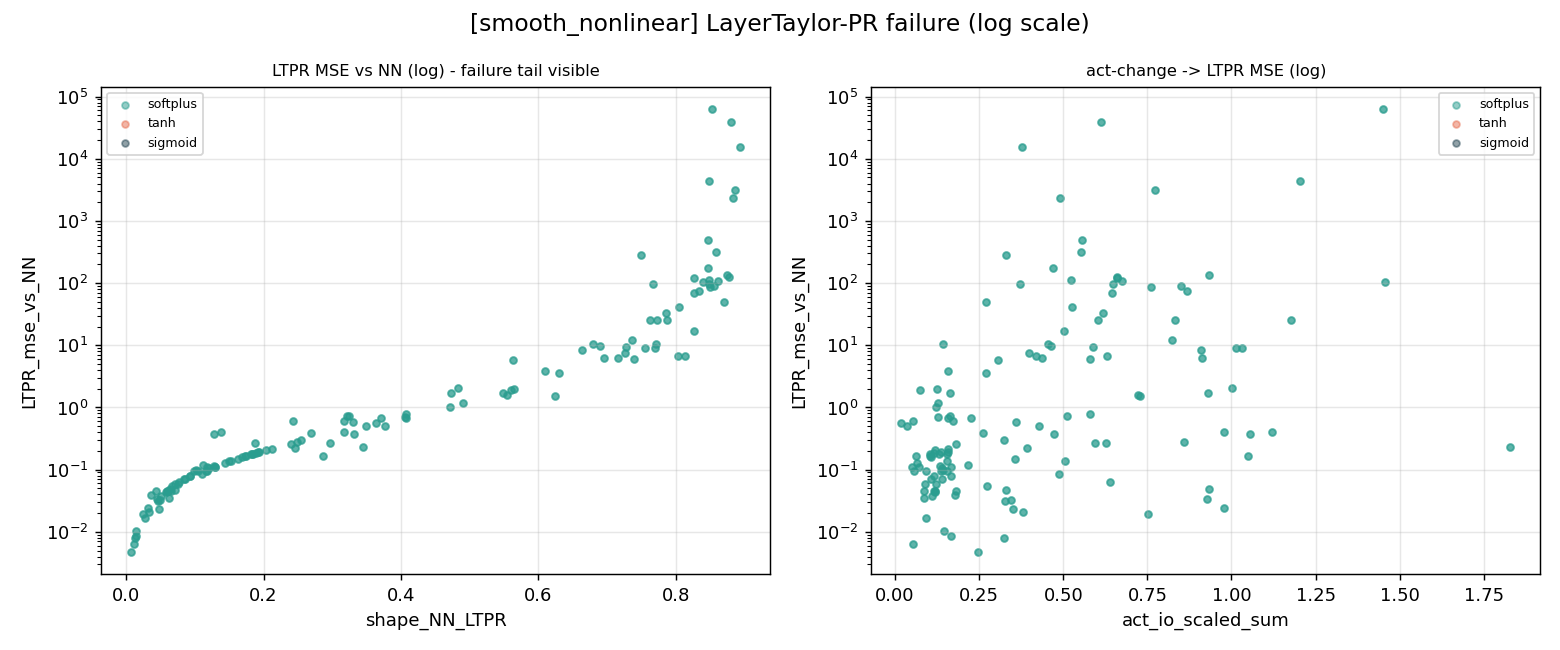 [smooth_nonlinear] LayerTaylor-PR failure (log scale)
LTPR MSE vs NN (log) - failure tail visible
softplus
tanh
sigmoid
10^5
10^4
10^3
10^2
10^1
10^0
10^-1
10^-2
LTPR_mse_vs_NN
0.0 0.2 0.4 0.6 0.8
shape_NN_LTPR
act-change -> LTPR MSE (log)
softplus
tanh
sigmoid
10^5
10^4
10^3
10^2
10^1
10^0
10^-1
10^-2
LTPR_mse_vs_NN
0.00 0.25 0.50 0.75 1.00 1.25 1.50 1.75
act_io_scaled_sum